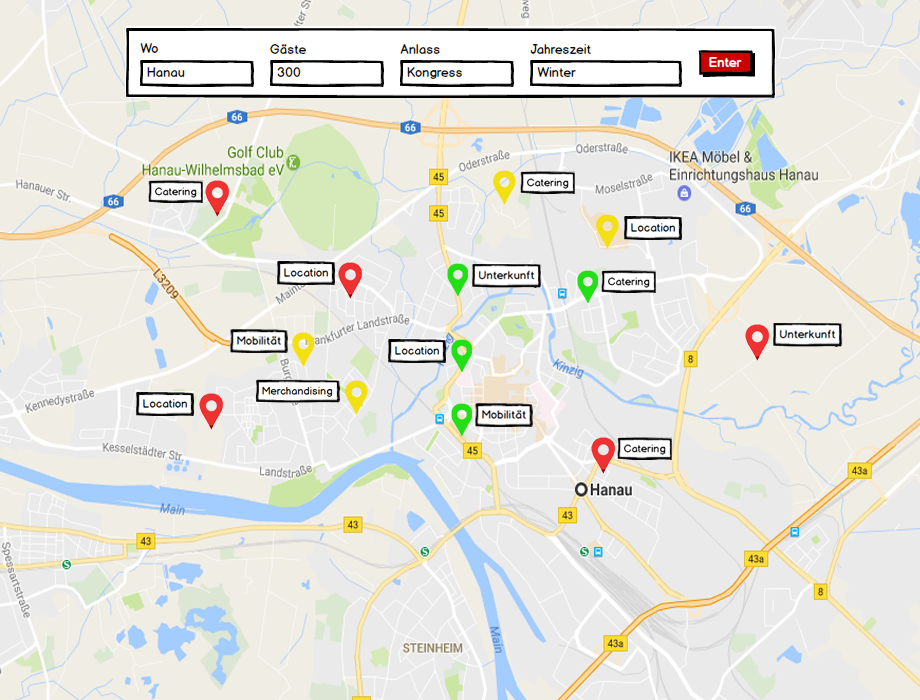 Wo
Gäste
Anlass
Jahreszeit
Hanau
300
Kongress
Winter
Enter
66
66
Oderstraße
Oderstraße
Golf Club
Hanau-Wilhelmsbad eV
IKEA Möbel &
Einrichtungshaus Hanau
Hanauer Str.
Catering
45
Catering
Moselstraße
66
66
45
Location
Location
Unterkunft
Catering
L3209
Mobilität
ankfurter Landstraße
Location
Unterkunft
8
Kinzig
Merchandising
Kennedystraße
Location
Mobilität
Kesselstädter Str.
45
Catering
Landstraße
43a
Hanau
Main
43
43
43
S
S
43a
S
Spessartstraße
8
Main
43a
STEINHEIM